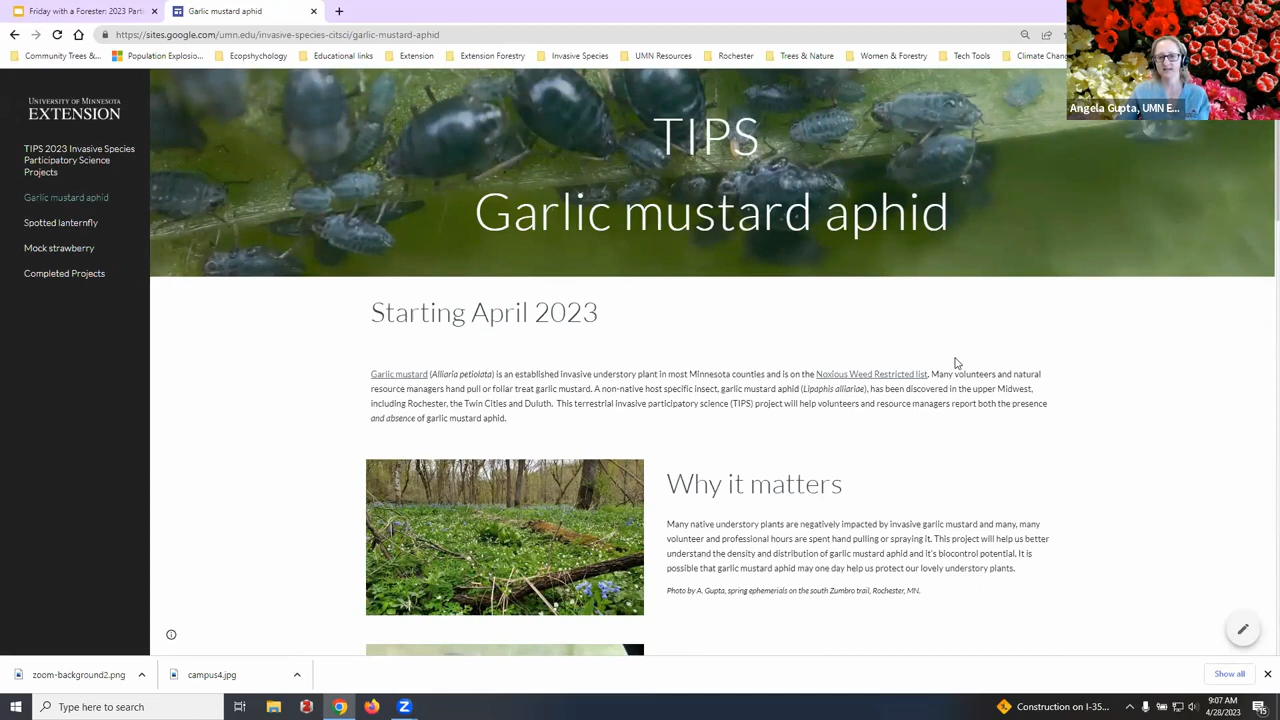 Friday with a Forester: 2023 Part
Garlic mustard aphid
https://sites.google.com/umn.edu/invasive-species-citsci/garlic-mustard-aphid
Community Trees &...
Population Explosio...
Ecopsychology
Educational links
Extension
Extension Forestry
Invasive Species
UMN Resources
Rochester
Trees & Nature
Women & Forestry
Tech Tools
Climate Chang
Angela Gupta, UMN E...
UNIVERSITY OF MINNESOTA
EXTENSION
TIPS 2023 Invasive Species
Participatory Science
Projects
Garlic mustard aphid
Spotted lanternfly
Mock strawberry
Completed Projects
TIPS
Garlic mustard aphid
Starting April 2023
Garlic mustard (Alliaria petiolata) is an established invasive understory plant in most Minnesota counties and is on the Noxious Weed Restricted list. Many volunteers and natural
resource managers hand pull or foliar treat garlic mustard. A non-native host specific insect, garlic mustard aphid (Lipaphis alliariae), has been discovered in the upper Midwest,
including Rochester, the Twin Cities and Duluth. This terrestrial invasive participatory science (TIPS) project will help volunteers and resource managers report both the presence
and absence of garlic mustard aphid.
Why it matters
Many native understory plants are negatively impacted by invasive garlic mustard and many, many
volunteer and professional hours are spent hand pulling or spraying it. This project will help us better
understand the density and distribution of garlic mustard aphid and it's biocontrol potential. It is
possible that garlic mustard aphid may one day help us protect our lovely understory plants.
Photo by A. Gupta, spring ephemerials on the south Zumbro trail, Rochester, MN.
zoom-background2.png
campus4.jpg
Show all
Type here to search
Construction on I-35...
9:07 AM
4/28/2023
15